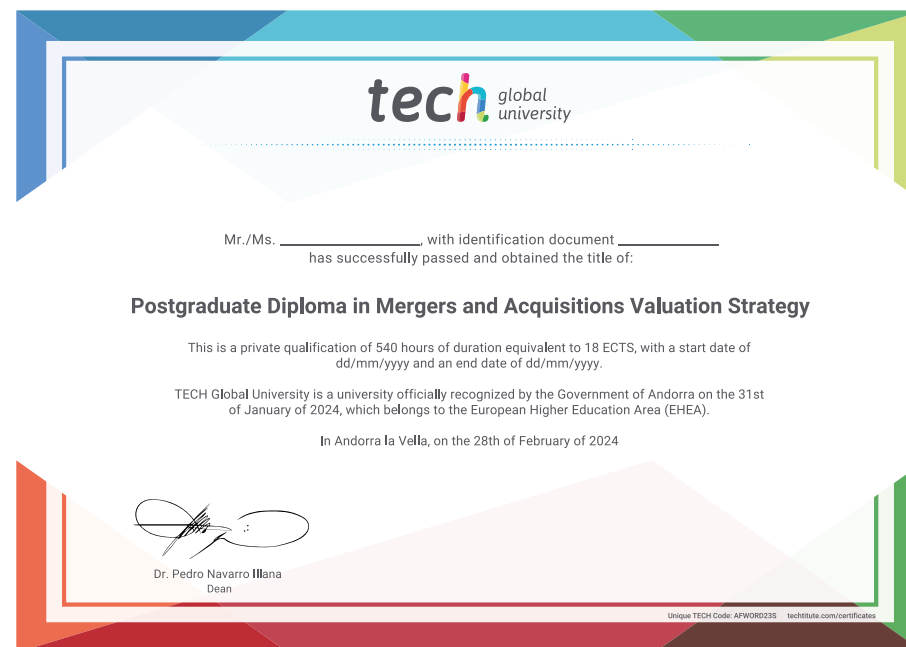 tech global
university
Mr./Ms. ____________________, with identification document ______________
has successfully passed and obtained the title of:
Postgraduate Diploma in Mergers and Acquisitions Valuation Strategy
This is a private qualification of 540 hours of duration equivalent to 18 ECTS, with a start date of
dd/mm/yyyy and an end date of dd/mm/yyyy.
TECH Global University is a university officially recognized by the Government of Andorra on the 31st
of January of 2024, which belongs to the European Higher Education Area (EHEA).
In Andorra la Vella, on the 28th of February of 2024
Dr. Pedro Navarro Illana
Dean
Unique TECH Code: AFWORD23S techtitute.com/certificates